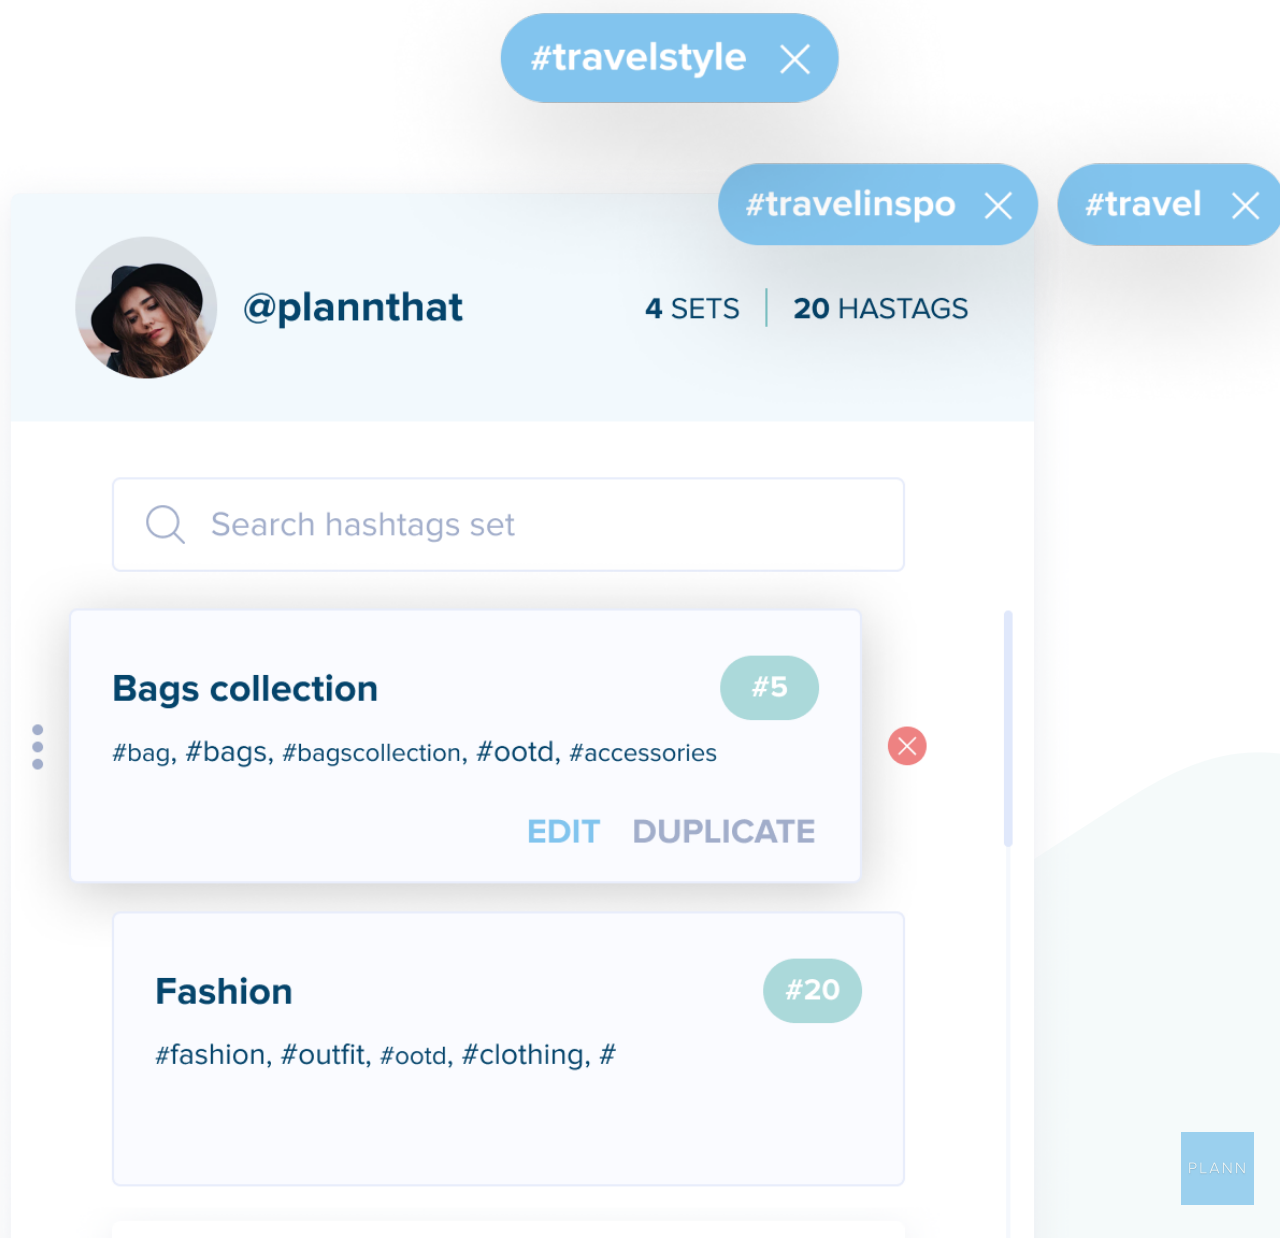 #travelstyle
#travelinspo
#travel
@plannthat
4 SETS
20 HASTAGS
Search hashtags set
Bags collection
#5
#bag, #bags, #bagscollection, #ootd, #accessories
EDIT
DUPLICATE
Fashion
#20
#fashion, #outfit, #ootd, #clothing, #
PLANN